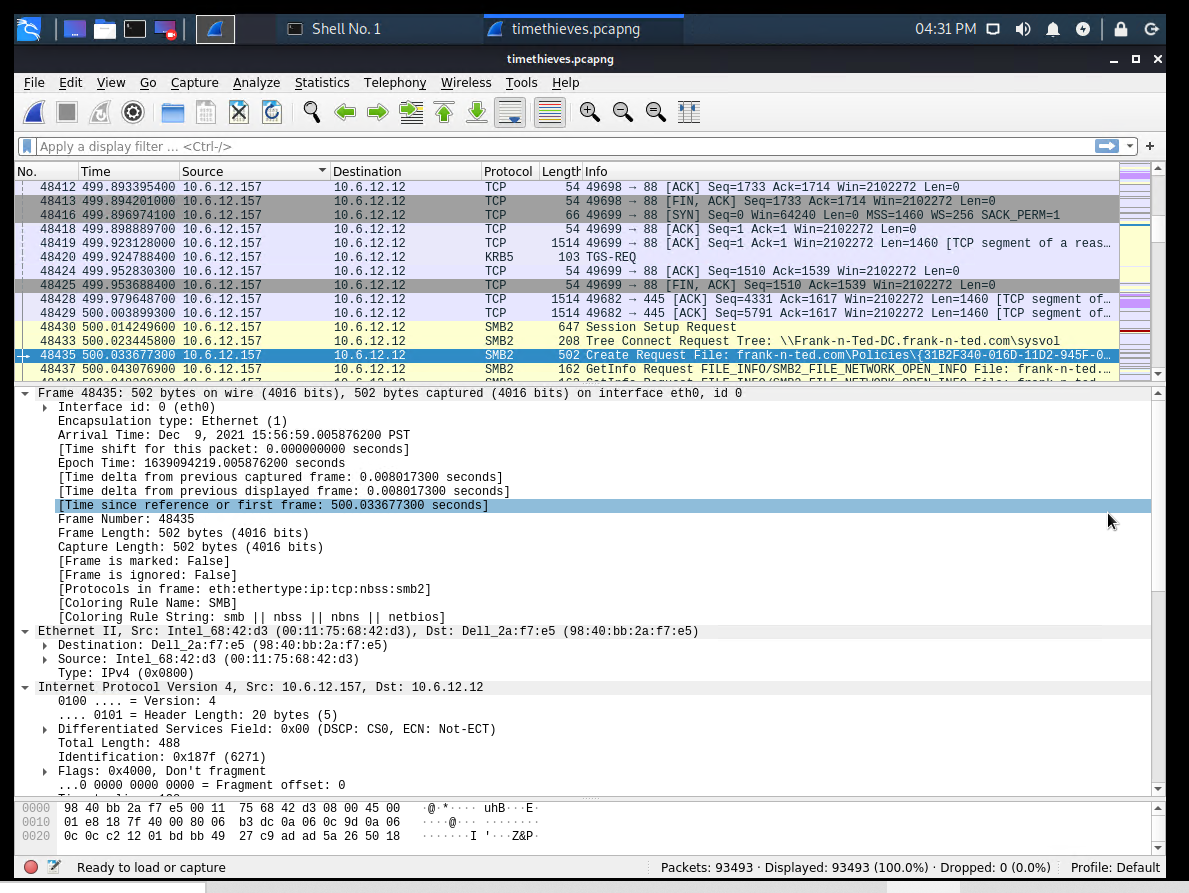 Shell No. 1
timethieves.pcapng
04:31 PM
timethieves.pcapng
File Edit View Go Capture Analyze Statistics Telephony Wireless Tools Help
Apply a display filter ... <Ctrl-/>
No. Time Source Destination Protocol Length Info
48412 499.893395400 10.6.12.157 10.6.12.12 TCP 54 49698 → 88 [ACK] Seq=1733 Ack=1714 Win=2102272 Len=0
48413 499.894201000 10.6.12.157 10.6.12.12 TCP 54 49698 → 88 [FIN, ACK] Seq=1733 Ack=1714 Win=2102272 Len=0
48416 499.896974100 10.6.12.157 10.6.12.12 TCP 66 49699 → 88 [SYN] Seq=0 Win=64240 Len=0 MSS=1460 WS=256 SACK_PERM=1
48418 499.898889700 10.6.12.157 10.6.12.12 TCP 54 49699 → 88 [ACK] Seq=1 Ack=1 Win=2102272 Len=0
48419 499.923128000 10.6.12.157 10.6.12.12 TCP 1514 49699 → 88 [ACK] Seq=1 Ack=1 Win=2102272 Len=1460 [TCP segment of a reas…
48420 499.924788400 10.6.12.157 10.6.12.12 KRB5 103 TGS-REQ
48424 499.952830300 10.6.12.157 10.6.12.12 TCP 54 49699 → 88 [ACK] Seq=1510 Ack=1539 Win=2102272 Len=0
48425 499.953688400 10.6.12.157 10.6.12.12 TCP 54 49699 → 88 [FIN, ACK] Seq=1510 Ack=1539 Win=2102272 Len=0
48428 499.979648700 10.6.12.157 10.6.12.12 TCP 1514 49682 → 445 [ACK] Seq=4331 Ack=1617 Win=2102272 Len=1460 [TCP segment of…
48429 500.003899300 10.6.12.157 10.6.12.12 TCP 1514 49682 → 445 [ACK] Seq=5791 Ack=1617 Win=2102272 Len=1460 [TCP segment of…
48430 500.014249600 10.6.12.157 10.6.12.12 SMB2 647 Session Setup Request
48433 500.023445800 10.6.12.157 10.6.12.12 SMB2 208 Tree Connect Request Tree: \\Frank-n-Ted-DC.frank-n-ted.com\sysvol
48435 500.033677300 10.6.12.157 10.6.12.12 SMB2 502 Create Request File: frank-n-ted.com\Policies\{31B2F340-016D-11D2-945F-0…
48437 500.043076900 10.6.12.157 10.6.12.12 SMB2 162 GetInfo Request FILE_INFO/SMB2_FILE_NETWORK_OPEN_INFO File: frank-n-ted.…
Frame 48435: 502 bytes on wire (4016 bits), 502 bytes captured (4016 bits) on interface eth0, id 0
Interface id: 0 (eth0)
Encapsulation type: Ethernet (1)
Arrival Time: Dec  9, 2021 15:56:59.005876200 PST
[Time shift for this packet: 0.000000000 seconds]
Epoch Time: 1639094219.005876200 seconds
[Time delta from previous captured frame: 0.008017300 seconds]
[Time delta from previous displayed frame: 0.008017300 seconds]
[Time since reference or first frame: 500.033677300 seconds]
Frame Number: 48435
Frame Length: 502 bytes (4016 bits)
Capture Length: 502 bytes (4016 bits)
[Frame is marked: False]
[Frame is ignored: False]
[Protocols in frame: eth:ethertype:ip:tcp:nbss:smb2]
[Coloring Rule Name: SMB]
[Coloring Rule String: smb || nbss || nbns || netbios]
Ethernet II, Src: Intel_68:42:d3 (00:11:75:68:42:d3), Dst: Dell_2a:f7:e5 (98:40:bb:2a:f7:e5)
Destination: Dell_2a:f7:e5 (98:40:bb:2a:f7:e5)
Source: Intel_68:42:d3 (00:11:75:68:42:d3)
Type: IPv4 (0x0800)
Internet Protocol Version 4, Src: 10.6.12.157, Dst: 10.6.12.12
0100 .... = Version: 4
.... 0101 = Header Length: 20 bytes (5)
Differentiated Services Field: 0x00 (DSCP: CS0, ECN: Not-ECT)
Total Length: 488
Identification: 0x187f (6271)
Flags: 0x4000, Don't fragment
...0 0000 0000 0000 = Fragment offset: 0
0000 98 40 bb 2a f7 e5 00 11 75 68 42 d3 08 00 45 00 ·@·*···· uhB···E·
0010 01 e8 18 7f 40 00 80 06 b3 dc 0a 06 0c 9d 0a 06 ····@··· ········
0020 0c 0c c2 12 01 bd bb 49 27 c9 ad ad 5a 26 50 18 ·······I '···Z&P·
Ready to load or capture
Packets: 93493 · Displayed: 93493 (100.0%) · Dropped: 0 (0.0%)
Profile: Default